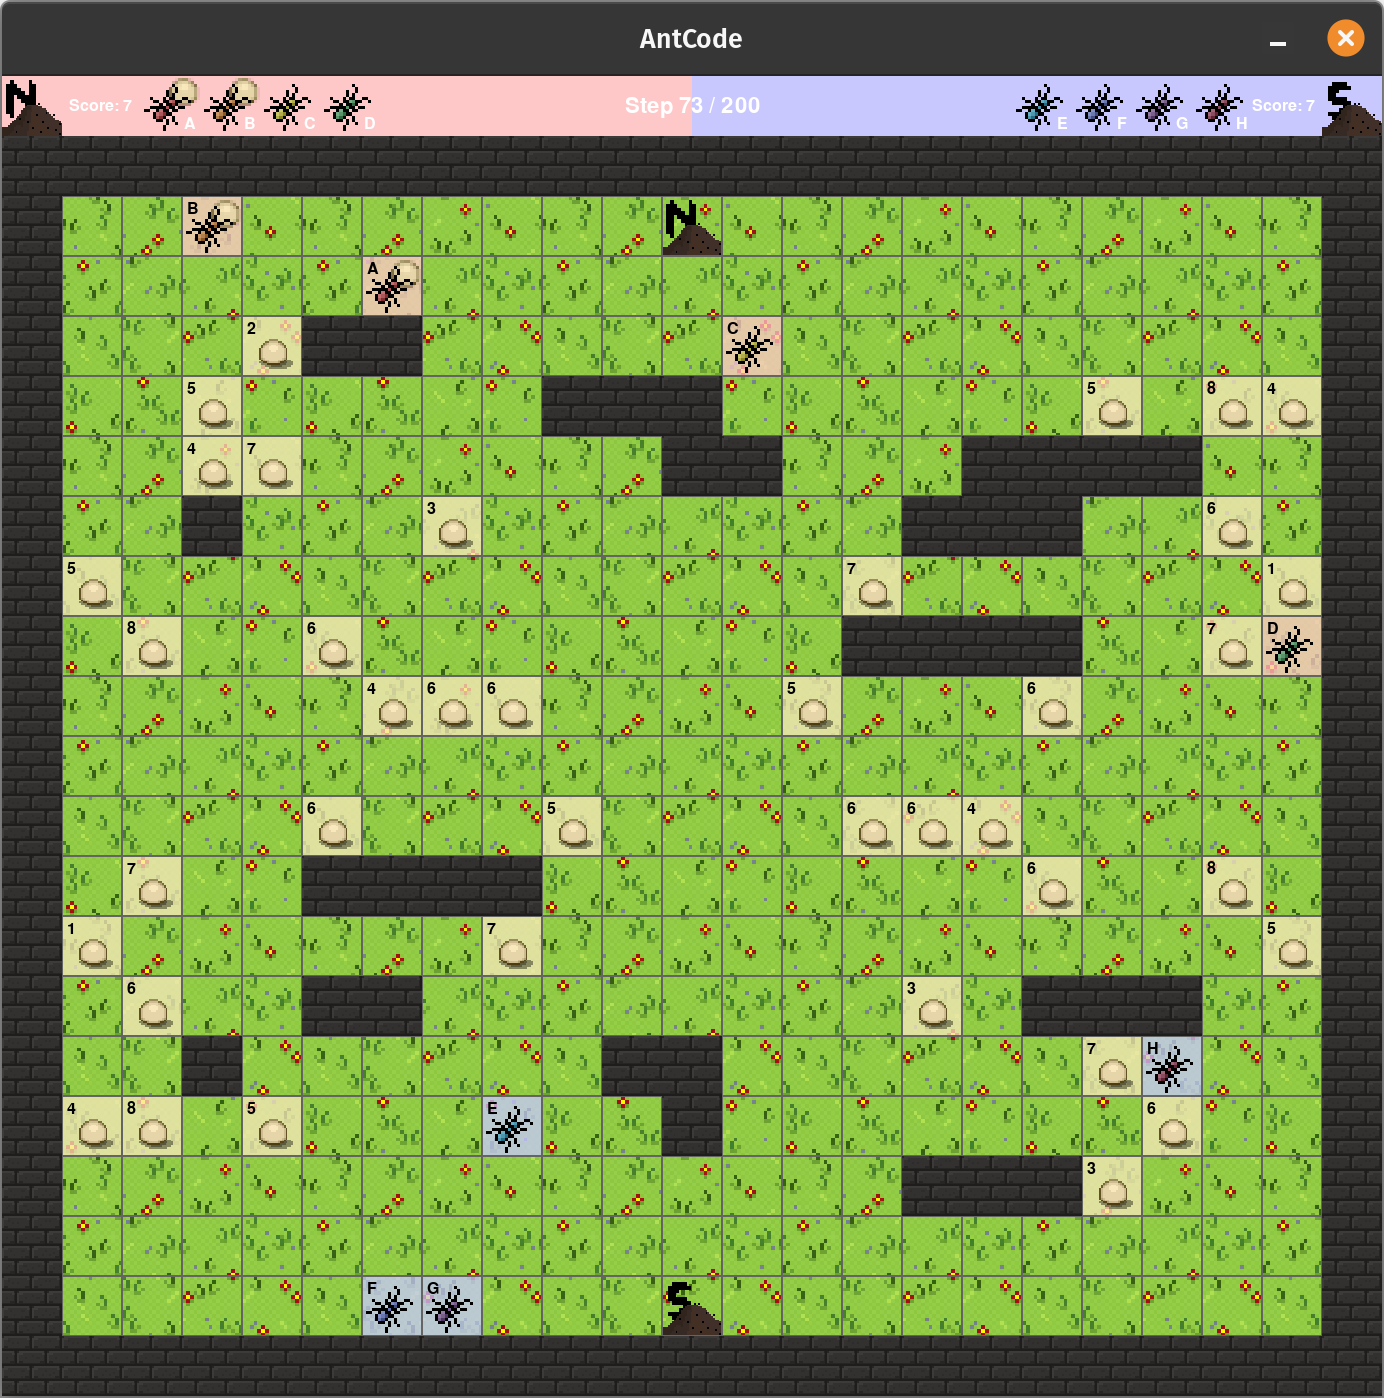 AntCode
N Score: 7 A B C D Step 73 / 200 E F G H Score: 7 S
B N
A
2 C
5 5 8 4
4 7
3 6
5 7 1
8 6 7 D
4 6 6 5 6
6 5 6 6 4
7 6 8
1 7 5
6 3
7 H
4 8 5 E 6
3
F G S